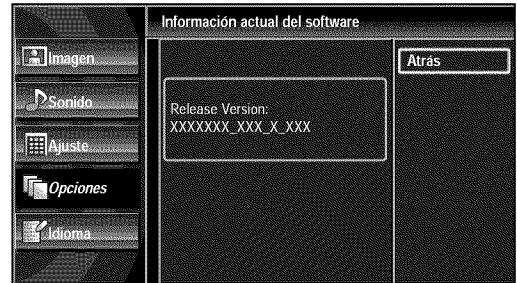 Información actual del software
Imagen
Sonido
Ajuste
Opciones
Idioma
Release Version:
XXXXXXX_XXX_X_XXX
Atrás